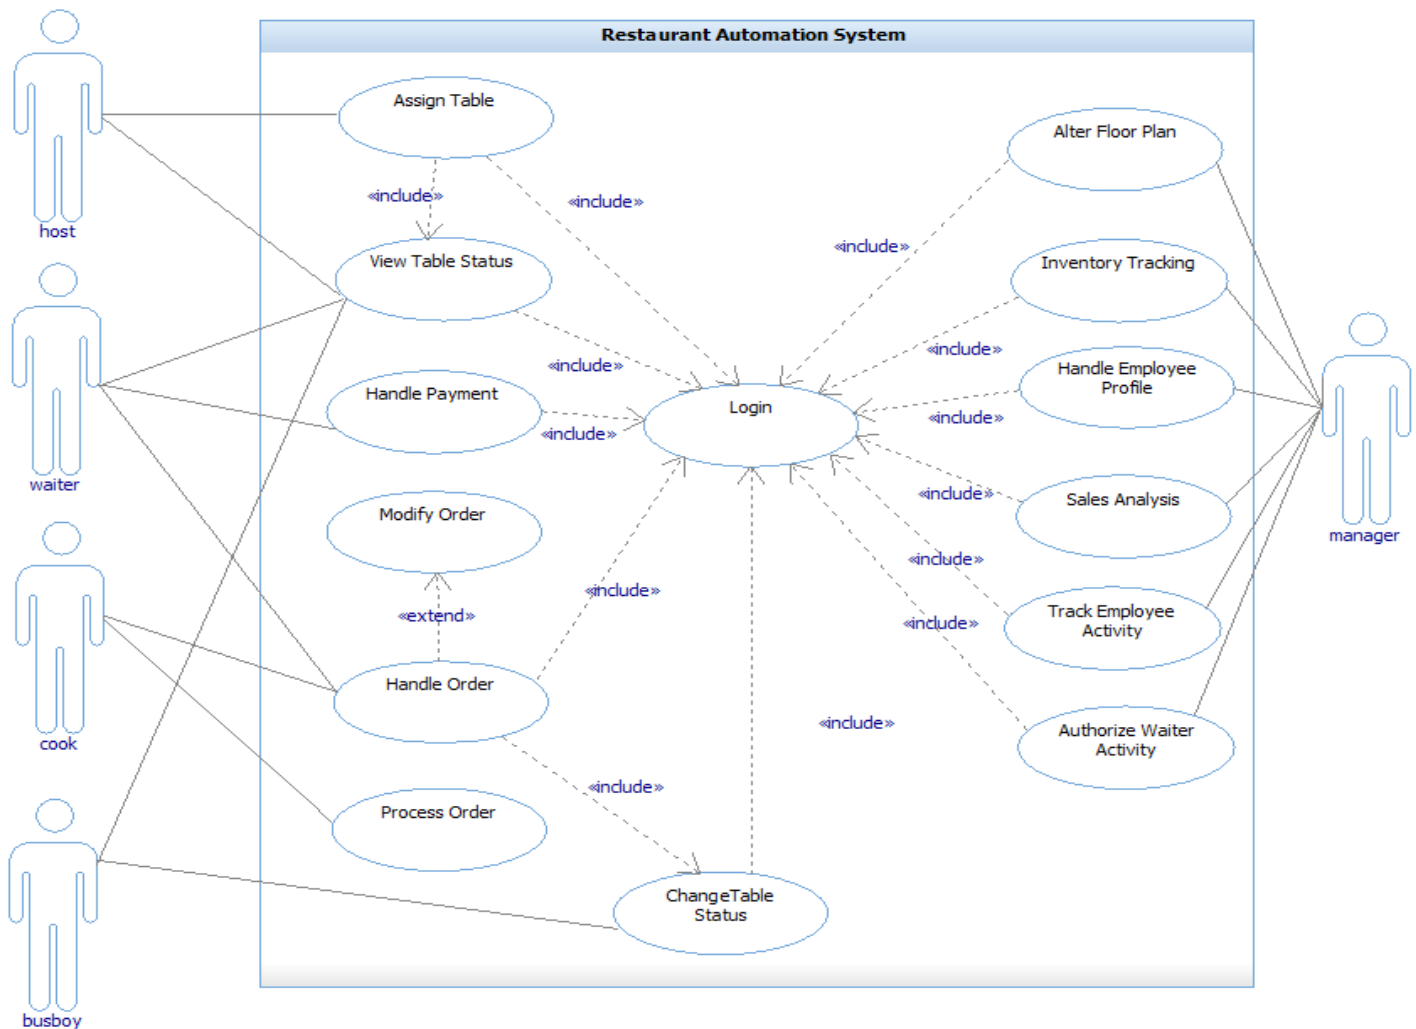 Restaurant Automation System
Assign Table
Alter Floor Plan
«include»
«include»
host
«include»
View Table Status
Inventory Tracking
«include»
«include»
Handle Employee
Profile
Handle Payment
Login
«include»
«include»
waiter
«include»
Sales Analysis
Modify Order
manager
«include»
«include»
«extend»
Track Employee
Activity
«include»
Handle Order
«include»
Authorize Waiter
Activity
cook
«include»
Process Order
ChangeTable
Status
busboy